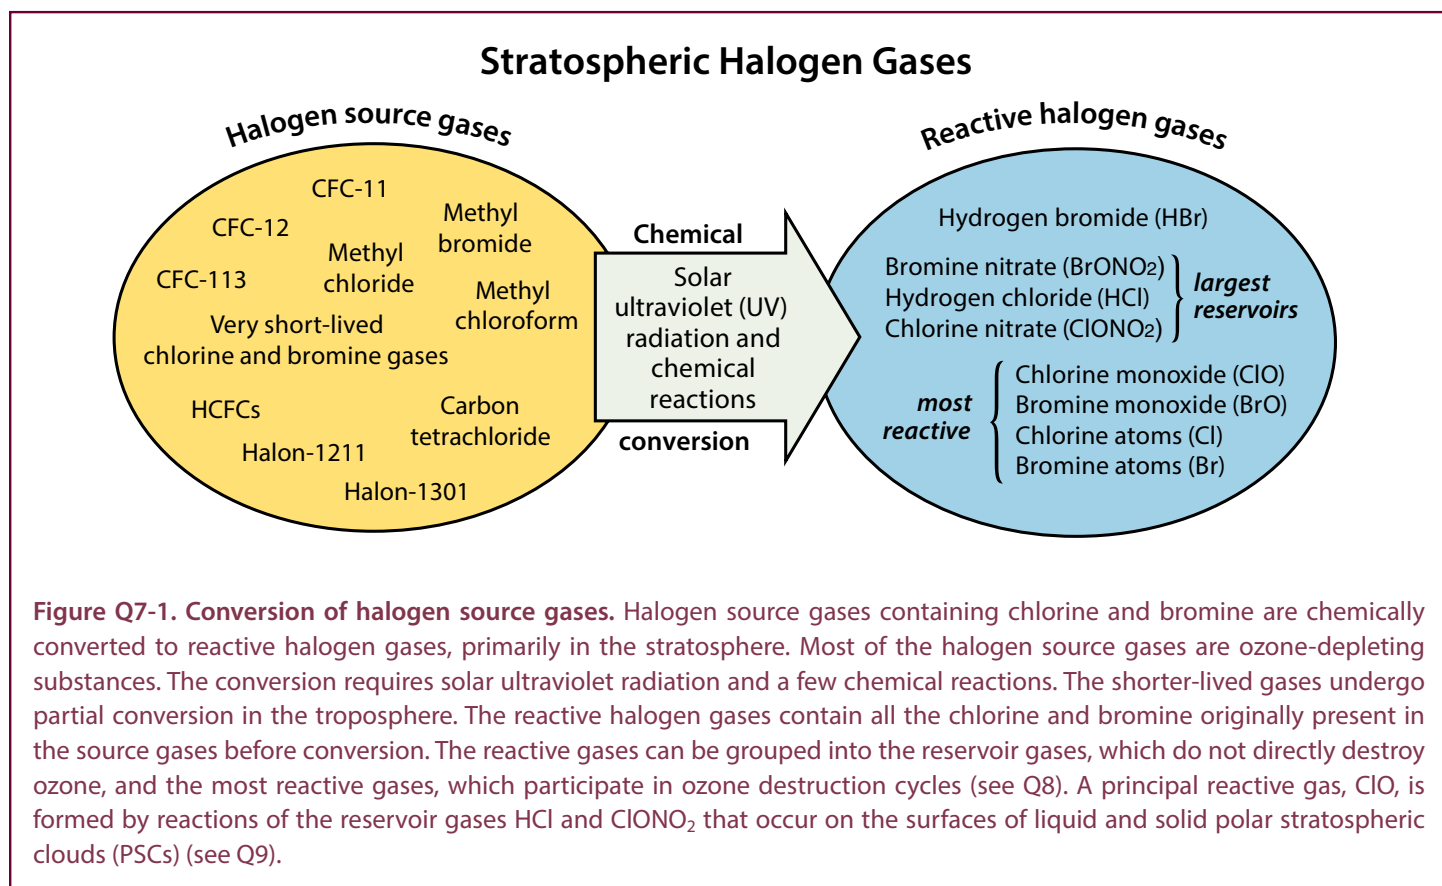 Stratospheric Halogen Gases
Halogen source gases
CFC-11
CFC-12
Methyl
bromide
Methyl
chloride
CFC-113
Methyl
chloroform
Very short-lived
chlorine and bromine gases
HCFCs
Carbon
tetrachloride
Halon-1211
Halon-1301
Chemical
Solar
ultraviolet (UV)
radiation and
chemical
reactions
conversion
Reactive halogen gases
Hydrogen bromide (HBr)
Bromine nitrate (BrONO2)
Hydrogen chloride (HCl)
Chlorine nitrate (ClONO2)
largest
reservoirs
most
reactive
Chlorine monoxide (ClO)
Bromine monoxide (BrO)
Chlorine atoms (Cl)
Bromine atoms (Br)
Figure Q7-1. Conversion of halogen source gases. Halogen source gases containing chlorine and bromine are chemically
converted to reactive halogen gases, primarily in the stratosphere. Most of the halogen source gases are ozone-depleting
substances. The conversion requires solar ultraviolet radiation and a few chemical reactions. The shorter-lived gases undergo
partial conversion in the troposphere. The reactive halogen gases contain all the chlorine and bromine originally present in
the source gases before conversion. The reactive gases can be grouped into the reservoir gases, which do not directly destroy
ozone, and the most reactive gases, which participate in ozone destruction cycles (see Q8). A principal reactive gas, ClO, is
formed by reactions of the reservoir gases HCl and ClONO₂ that occur on the surfaces of liquid and solid polar stratospheric
clouds (PSCs) (see Q9).